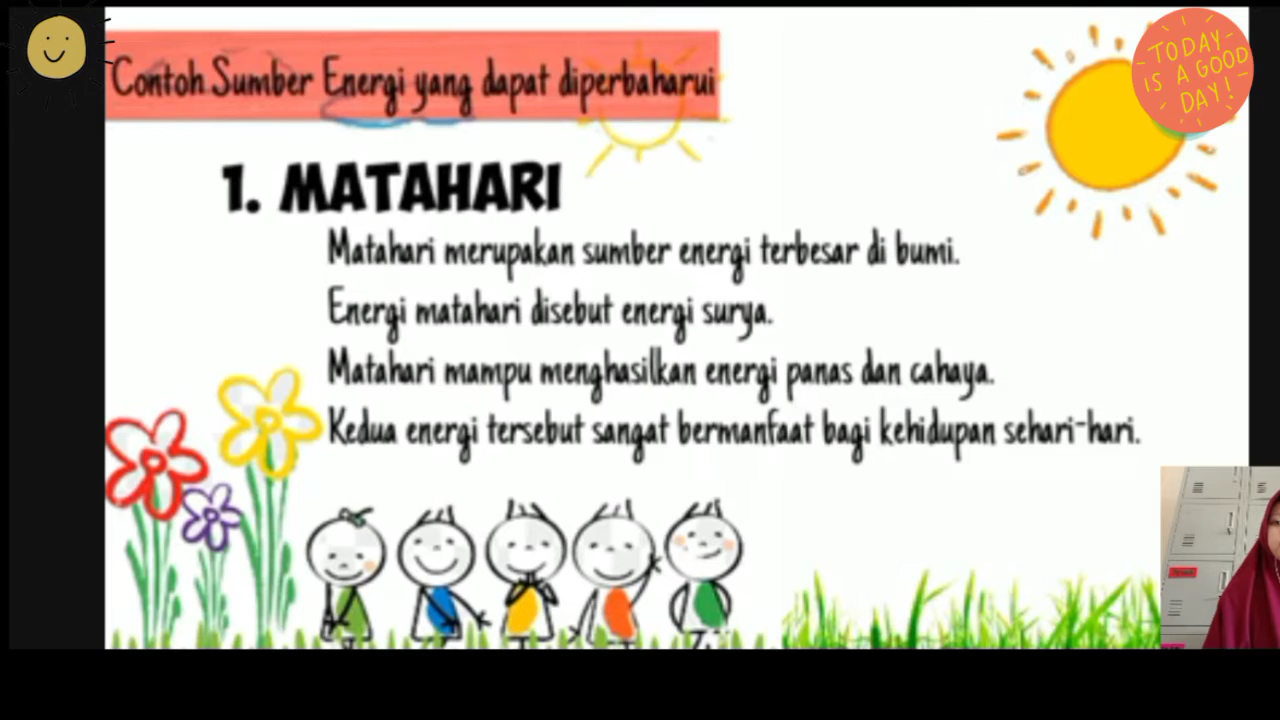 Contoh Sumber Energi yang dapat diperbaharui
TODAY
IS A GOOD
DAY!
1. MATAHARI
Matahari merupakan sumber energi terbesar di bumi.
Energi matahari disebut energi surya.
Matahari mampu menghasilkan energi panas dan cahaya.
Kedua energi tersebut sangat bermanfaat bagi kehidupan sehari-hari.